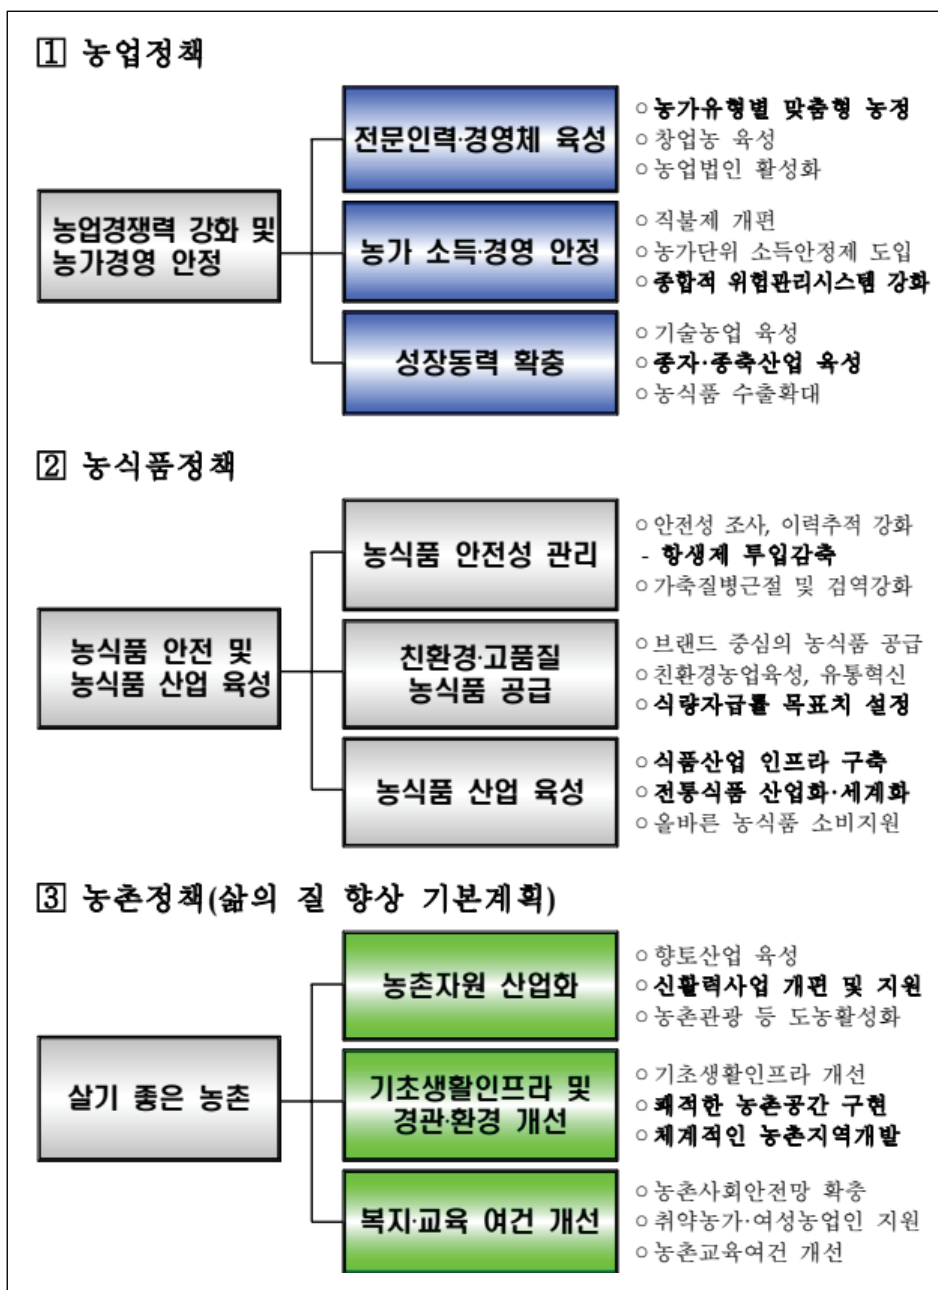 1 농업정책
농업경쟁력 강화 및
농가경영 안정
전문인력·경영체 육성
○ 농가유형별 맞춤형 농정
○ 창업농 육성
○ 농업법인 활성화
농가 소득·경영 안정
○ 직불제 개편
○ 농가단위 소득안정제 도입
○ 종합적 위험관리시스템 강화
성장동력 확충
○ 기술농업 육성
○ 종자·종축산업 육성
○ 농식품 수출확대
2 농식품정책
농식품 안전 및
농식품 산업 육성
농식품 안전성 관리
○ 안전성 조사, 이력추적 강화
- 항생제 투입감축
○ 가축질병근절 및 검역강화
친환경·고품질
농식품 공급
○ 브랜드 중심의 농식품 공급
○ 친환경농업육성, 유통혁신
○ 식량자급률 목표치 설정
농식품 산업 육성
○ 식품산업 인프라 구축
○ 전통식품 산업화·세계화
○ 올바른 농식품 소비지원
3 농촌정책(삶의 질 향상 기본계획)
살기 좋은 농촌
농촌자원 산업화
○ 향토산업 육성
○ 신활력사업 개편 및 지원
○ 농촌관광 등 도농활성화
기초생활인프라 및
경관·환경 개선
○ 기초생활인프라 개선
○ 쾌적한 농촌공간 구현
○ 체계적인 농촌지역개발
복지·교육 여건 개선
○ 농촌사회안전망 확충
○ 취약농가·여성농업인 지원
○ 농촌교육여건 개선